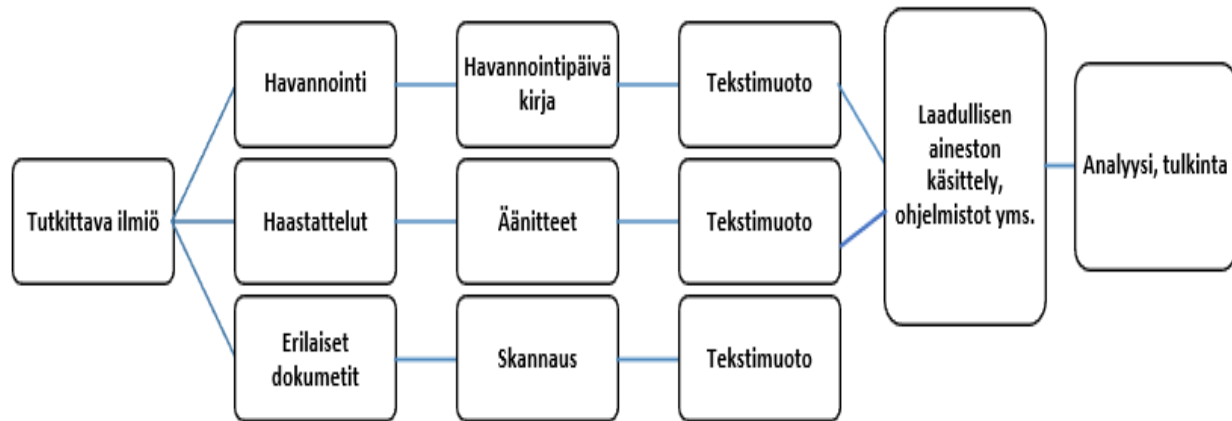 Tutkittava ilmiö
Havannointi
Havannointipäivä
kirja
Tekstimuoto
Haastattelut
Äänitteet
Tekstimuoto
Erilaiset
dokumetit
Skannaus
Tekstimuoto
Laadullisen
aineston
käsittely,
ohjelmistot yms.
Analyysi, tulkinta